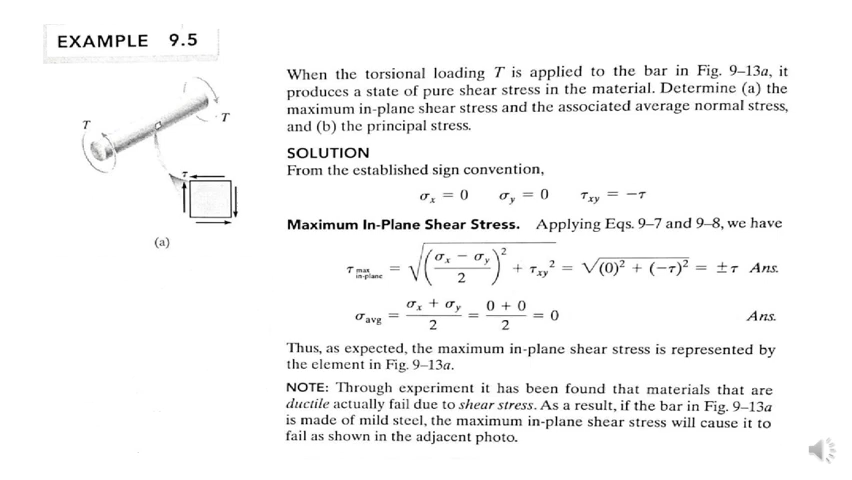 EXAMPLE 9.5
When the torsional loading T is applied to the bar in Fig. 9–13a, it
produces a state of pure shear stress in the material. Determine (a) the
maximum in-plane shear stress and the associated average normal stress,
and (b) the principal stress.
SOLUTION
From the established sign convention,
σx = 0 σy = 0 τxy = −τ
Maximum In-Plane Shear Stress. Applying Eqs. 9–7 and 9–8, we have
τ max in-plane = √((σx − σy)/2)² + τxy² = √(0)² + (−τ)² = ±τ Ans.
σavg = (σx + σy)/2 = (0 + 0)/2 = 0 Ans.
Thus, as expected, the maximum in-plane shear stress is represented by
the element in Fig. 9–13a.
NOTE: Through experiment it has been found that materials that are
ductile actually fail due to shear stress. As a result, if the bar in Fig. 9–13a
is made of mild steel, the maximum in-plane shear stress will cause it to
fail as shown in the adjacent photo.
T
T
τ
(a)